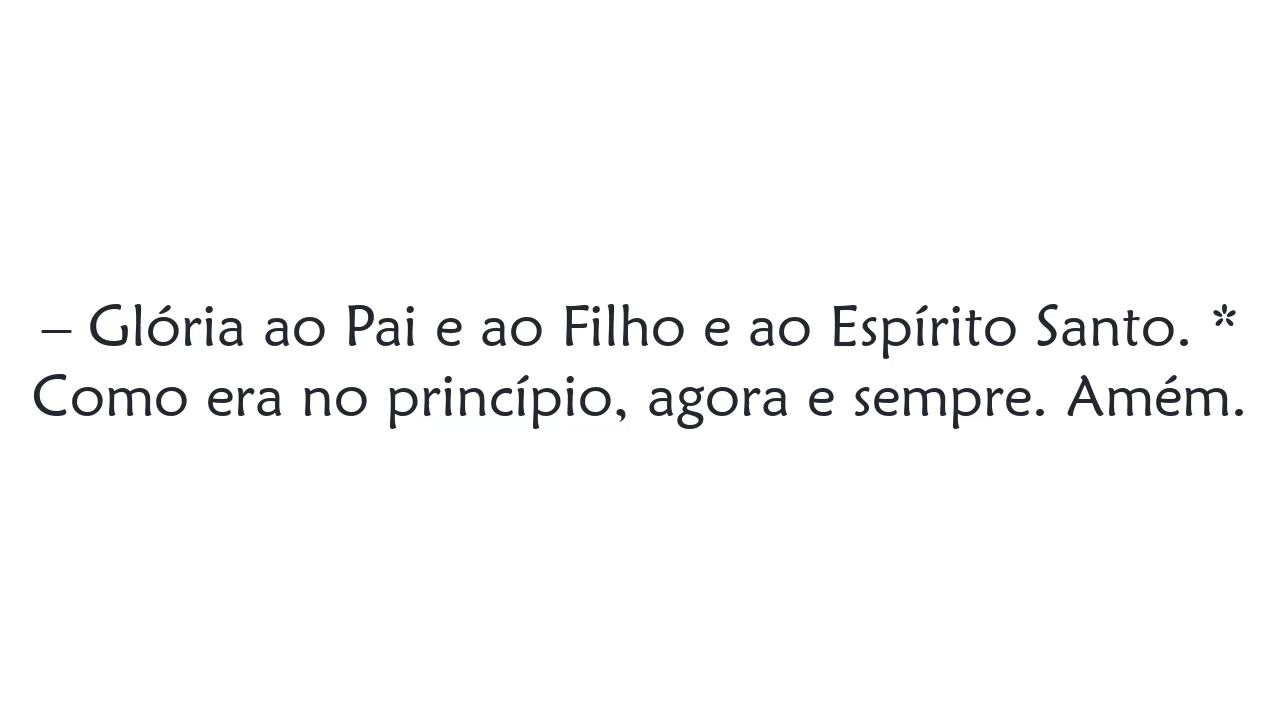 – Glória ao Pai e ao Filho e ao Espírito Santo. *
Como era no princípio, agora e sempre. Amém.